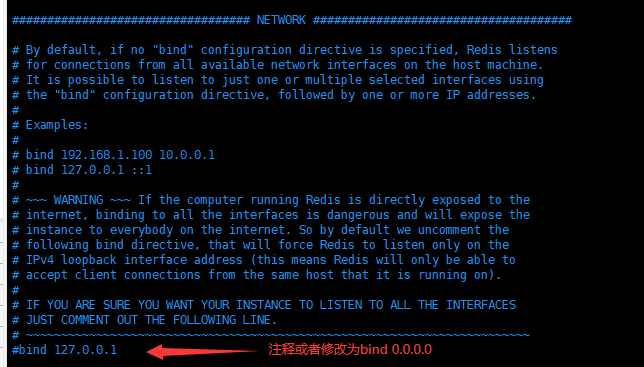 ################################## NETWORK #####################################

# By default, if no "bind" configuration directive is specified, Redis listens
# for connections from all available network interfaces on the host machine.
# It is possible to listen to just one or multiple selected interfaces using
# the "bind" configuration directive, followed by one or more IP addresses.
#
# Examples:
#
# bind 192.168.1.100 10.0.0.1
# bind 127.0.0.1 ::1
#
# ~~~ WARNING ~~~ If the computer running Redis is directly exposed to the
# internet, binding to all the interfaces is dangerous and will expose the
# instance to everybody on the internet. So by default we uncomment the
# following bind directive, that will force Redis to listen only on the
# IPv4 loopback interface address (this means Redis will only be able to
# accept client connections from the same host that it is running on).
#
# IF YOU ARE SURE YOU WANT YOUR INSTANCE TO LISTEN TO ALL THE INTERFACES
# JUST COMMENT OUT THE FOLLOWING LINE.
# ~~~~~~~~~~~~~~~~~~~~~~~~~~~~~~~~~~~~~~~~~~~~~~~~~~~~~~~~~~~~~~~~~~~~~~~~
#bind 127.0.0.1 注释或者修改为bind 0.0.0.0